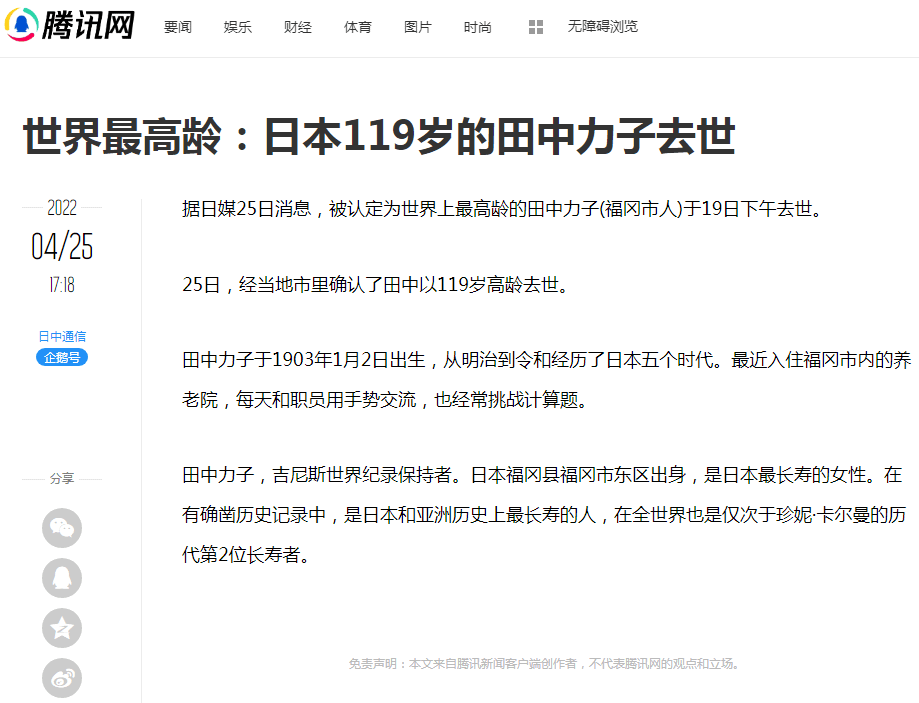 腾讯网
要闻 娱乐 财经 体育 图片 时尚 无障碍浏览
世界最高龄：日本119岁的田中力子去世
2022
04/25
17:18
日中通信
企鹅号
分享
据日媒25日消息，被认定为世界上最高龄的田中力子(福冈市人)于19日下午去世。
25日，经当地市里确认了田中以119岁高龄去世。
田中力子于1903年1月2日出生，从明治到令和经历了日本五个时代。最近入住福冈市内的养
老院，每天和职员用手势交流，也经常挑战计算题。
田中力子，吉尼斯世界纪录保持者。日本福冈县福冈市东区出身，是日本最长寿的女性。在
有确凿历史记录中，是日本和亚洲历史上最长寿的人，在全世界也是仅次于珍妮·卡尔曼的历
代第2位长寿者。
免责声明：本文来自腾讯新闻客户端创作者，不代表腾讯网的观点和立场。